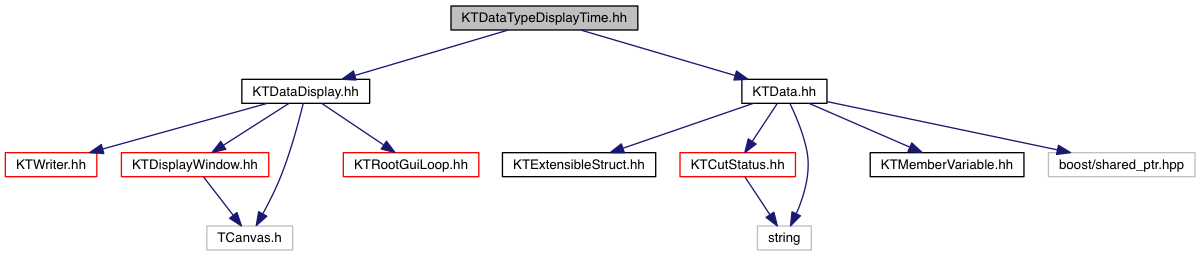 KTDataTypeDisplayTime.hh
KTDataDisplay.hh
KTData.hh
KTWriter.hh
KTDisplayWindow.hh
KTRootGuiLoop.hh
KTExtensibleStruct.hh
KTCutStatus.hh
KTMemberVariable.hh
boost/shared_ptr.hpp
TCanvas.h
string